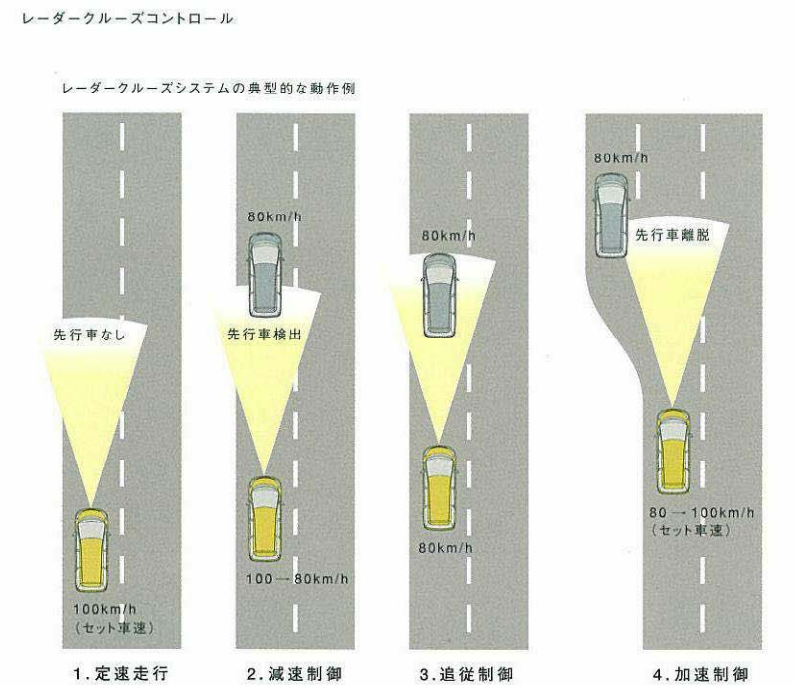 レーダークルーズコントロール
レーダークルーズシステムの典型的な動作例
先行車なし
100km/h
(セット車速)
1.定速走行
80km/h
先行車検出
100→80km/h
2.減速制御
80km/h
80km/h
3.追従制御
80km/h
先行車離脱
80→100km/h
(セット車速)
4.加速制御